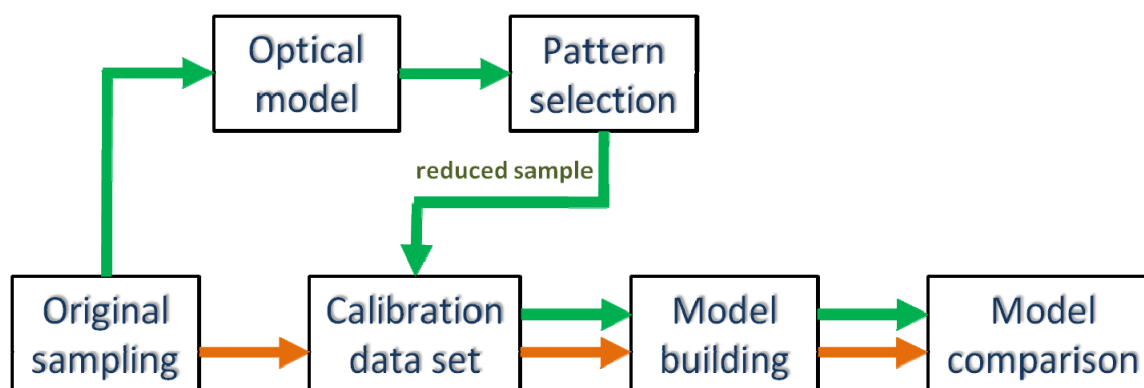 Optical
model
Pattern
selection
reduced sample
Original
sampling
Calibration
data set
Model
building
Model
comparison